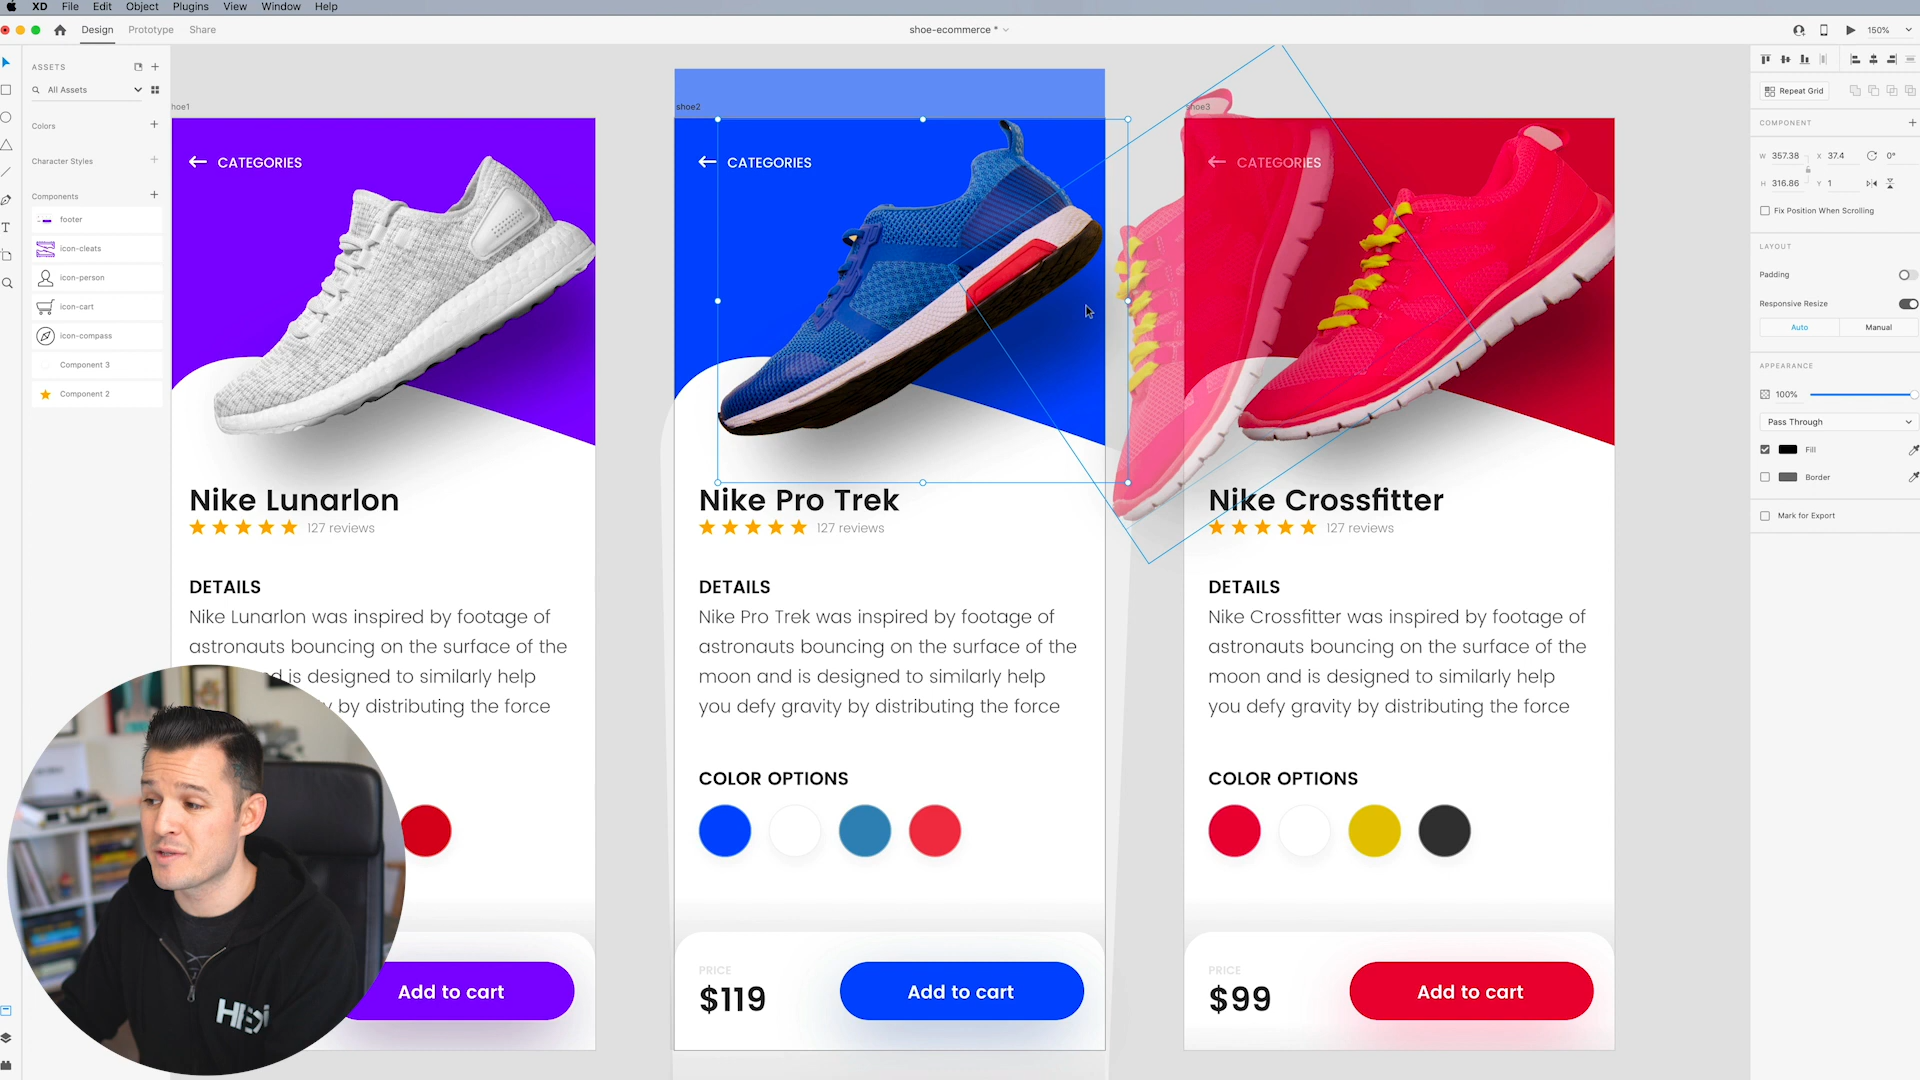 XD File Edit Object Plugins View Window Help
Design Prototype Share
shoe-ecommerce *
150%
ASSETS
All Assets
Colors
Character Styles
Components
footer
icon-cleats
icon-person
icon-cart
icon-compass
Component 3
Component 2
hoe1
CATEGORIES
Nike Lunarlon
127 reviews
DETAILS
Nike Lunarlon was inspired by footage of
astronauts bouncing on the surface of the
d is designed to similarly help
y by distributing the force
Add to cart
shoe2
CATEGORIES
Nike Pro Trek
127 reviews
DETAILS
Nike Pro Trek was inspired by footage of
astronauts bouncing on the surface of the
moon and is designed to similarly help
you defy gravity by distributing the force
COLOR OPTIONS
PRICE
$119
Add to cart
shoe3
CATEGORIES
Nike Crossfitter
127 reviews
DETAILS
Nike Crossfitter was inspired by footage of
astronauts bouncing on the surface of the
moon and is designed to similarly help
you defy gravity by distributing the force
COLOR OPTIONS
PRICE
$99
Add to cart
Repeat Grid
COMPONENT
W 357.38 X 37.4 0°
H 316.86 Y 1
Fix Position When Scrolling
LAYOUT
Padding
Responsive Resize
Auto Manual
APPEARANCE
100%
Pass Through
Fill
Border
Mark for Export